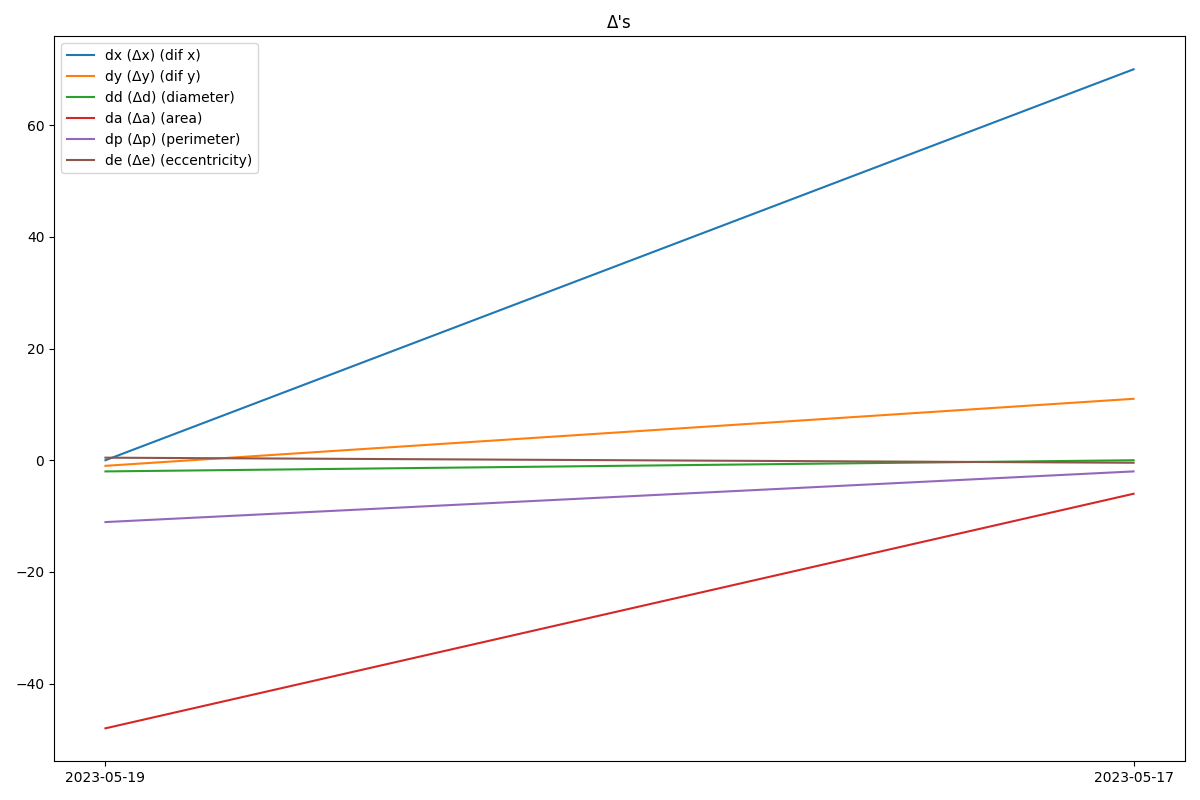 Δ's
dx (Δx) (dif x)
dy (Δy) (dif y)
dd (Δd) (diameter)
da (Δa) (area)
dp (Δp) (perimeter)
de (Δe) (eccentricity)
60
40
20
0
−20
−40
2023-05-19
2023-05-17